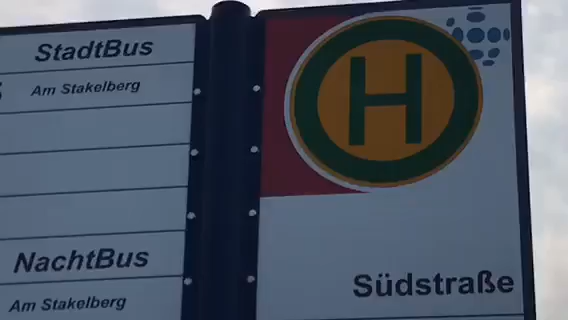 StadtBus
Am Stakelberg
NachtBus
Am Stakelberg
H
Südstraße